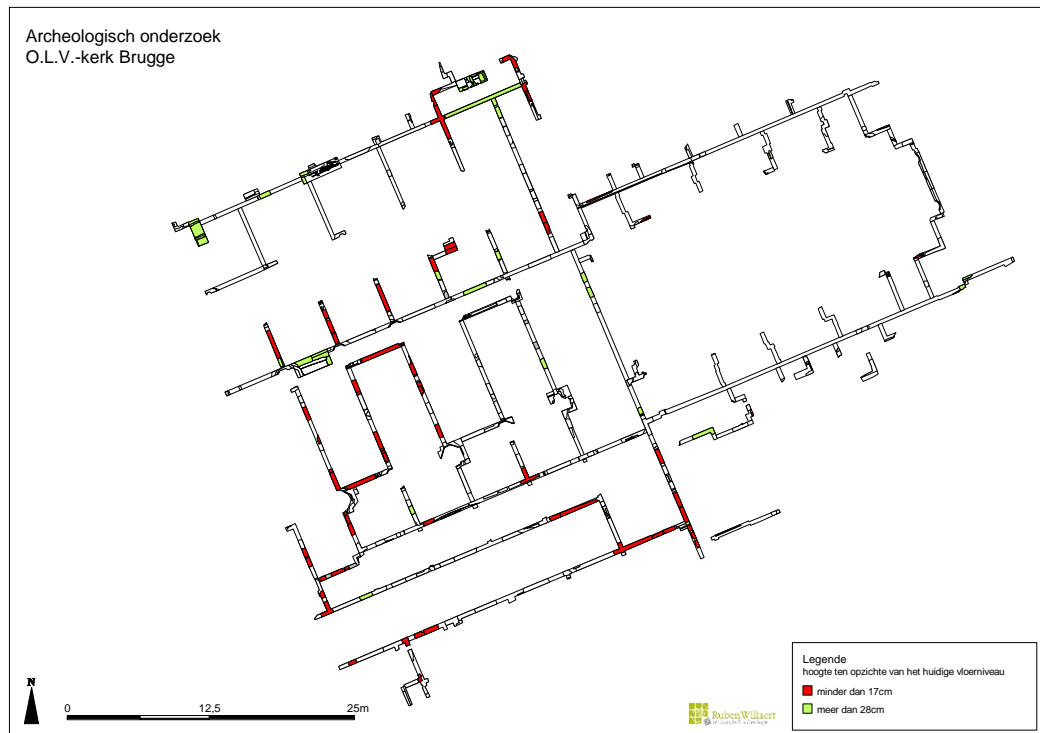 Archeologisch onderzoek
O.L.V.-kerk Brugge
N
0 12,5 25m
RubenWillaert
Legende
hoogte ten opzichte van het huidige vloerniveau
minder dan 17cm
meer dan 28cm